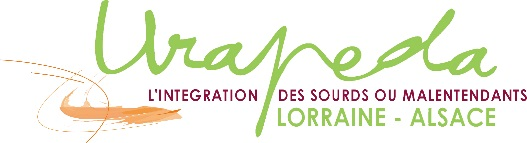 Urapeda
L'INTEGRATION DES SOURDS OU MALENTENDANTS
LORRAINE - ALSACE